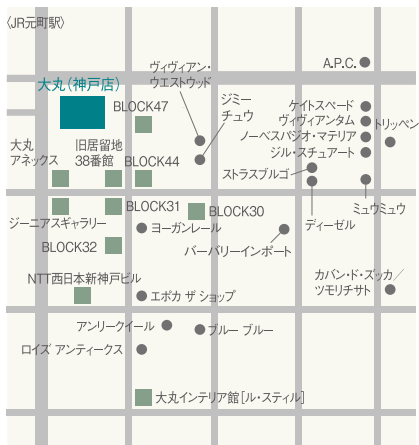 〈JR元町駅〉
大丸(神戸店)
ヴィヴィアン・
ウエストウッド
A.P.C.
BLOCK47
ジミー
チュウ
ケイトスペード
ヴィヴィアンタム
ノーベスパジオ・マテリア
ジル・スチュアート
トリッペン
大丸
アネックス
旧居留地
38番館
BLOCK44
ストラスブルゴ
ミュウミュウ
ディーゼル
ジーニアスギャラリー
BLOCK31
BLOCK30
ヨーガンレール
バーバリーインポート
BLOCK32
NTT西日本新神戸ビル
エポカ ザ ショップ
カバン・ド・ズッカ/
ツモリチサト
アンリークイール
ブルー ブルー
ロイズ アンティークス
大丸インテリア館[ル・スティル]